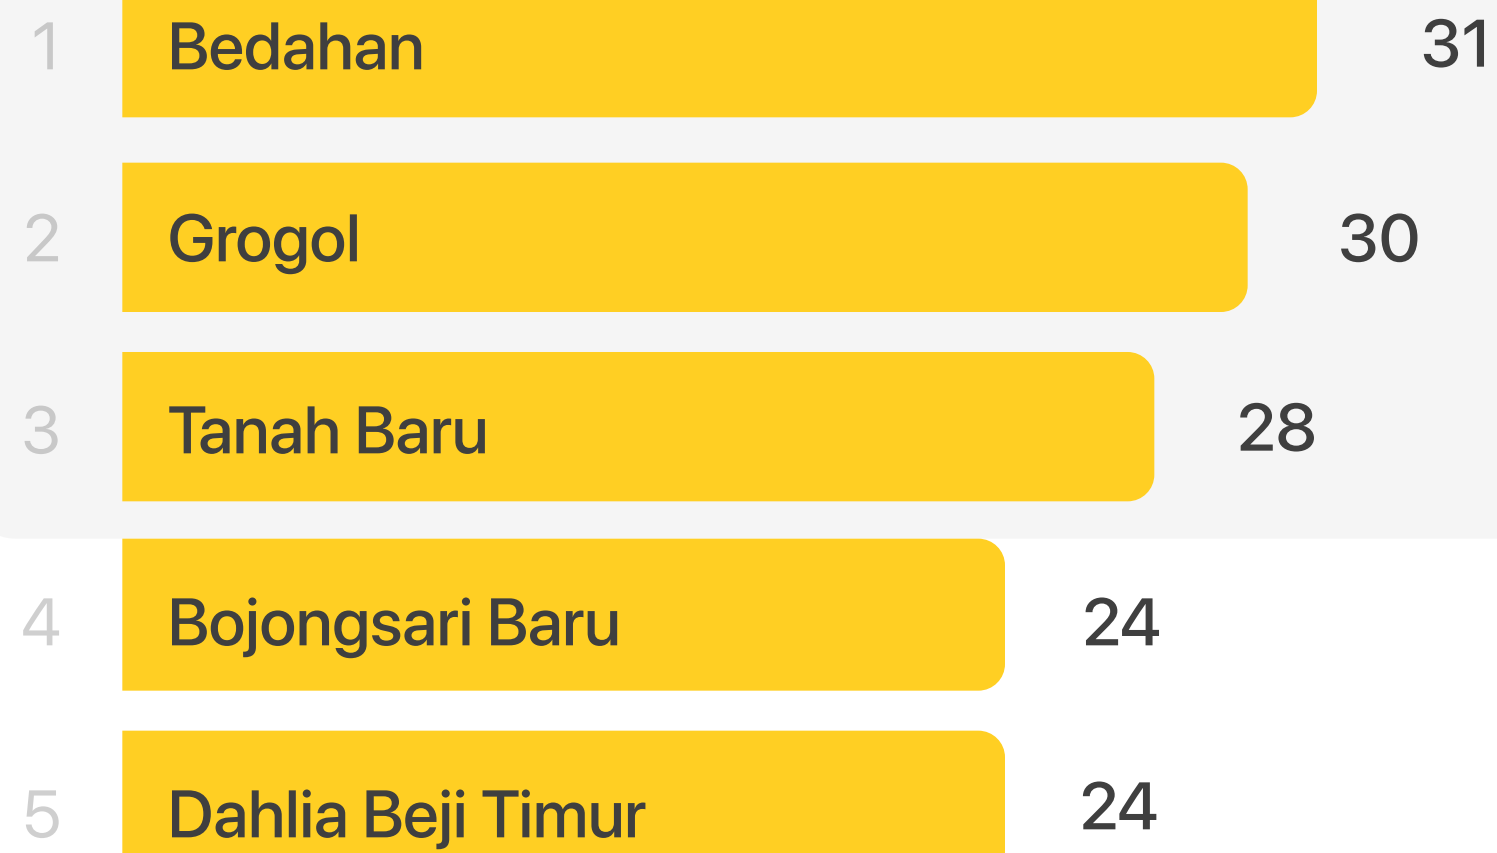 1 Bedahan 31
2 Grogol 30
3 Tanah Baru 28
4 Bojongsari Baru 24
5 Dahlia Beji Timur 24